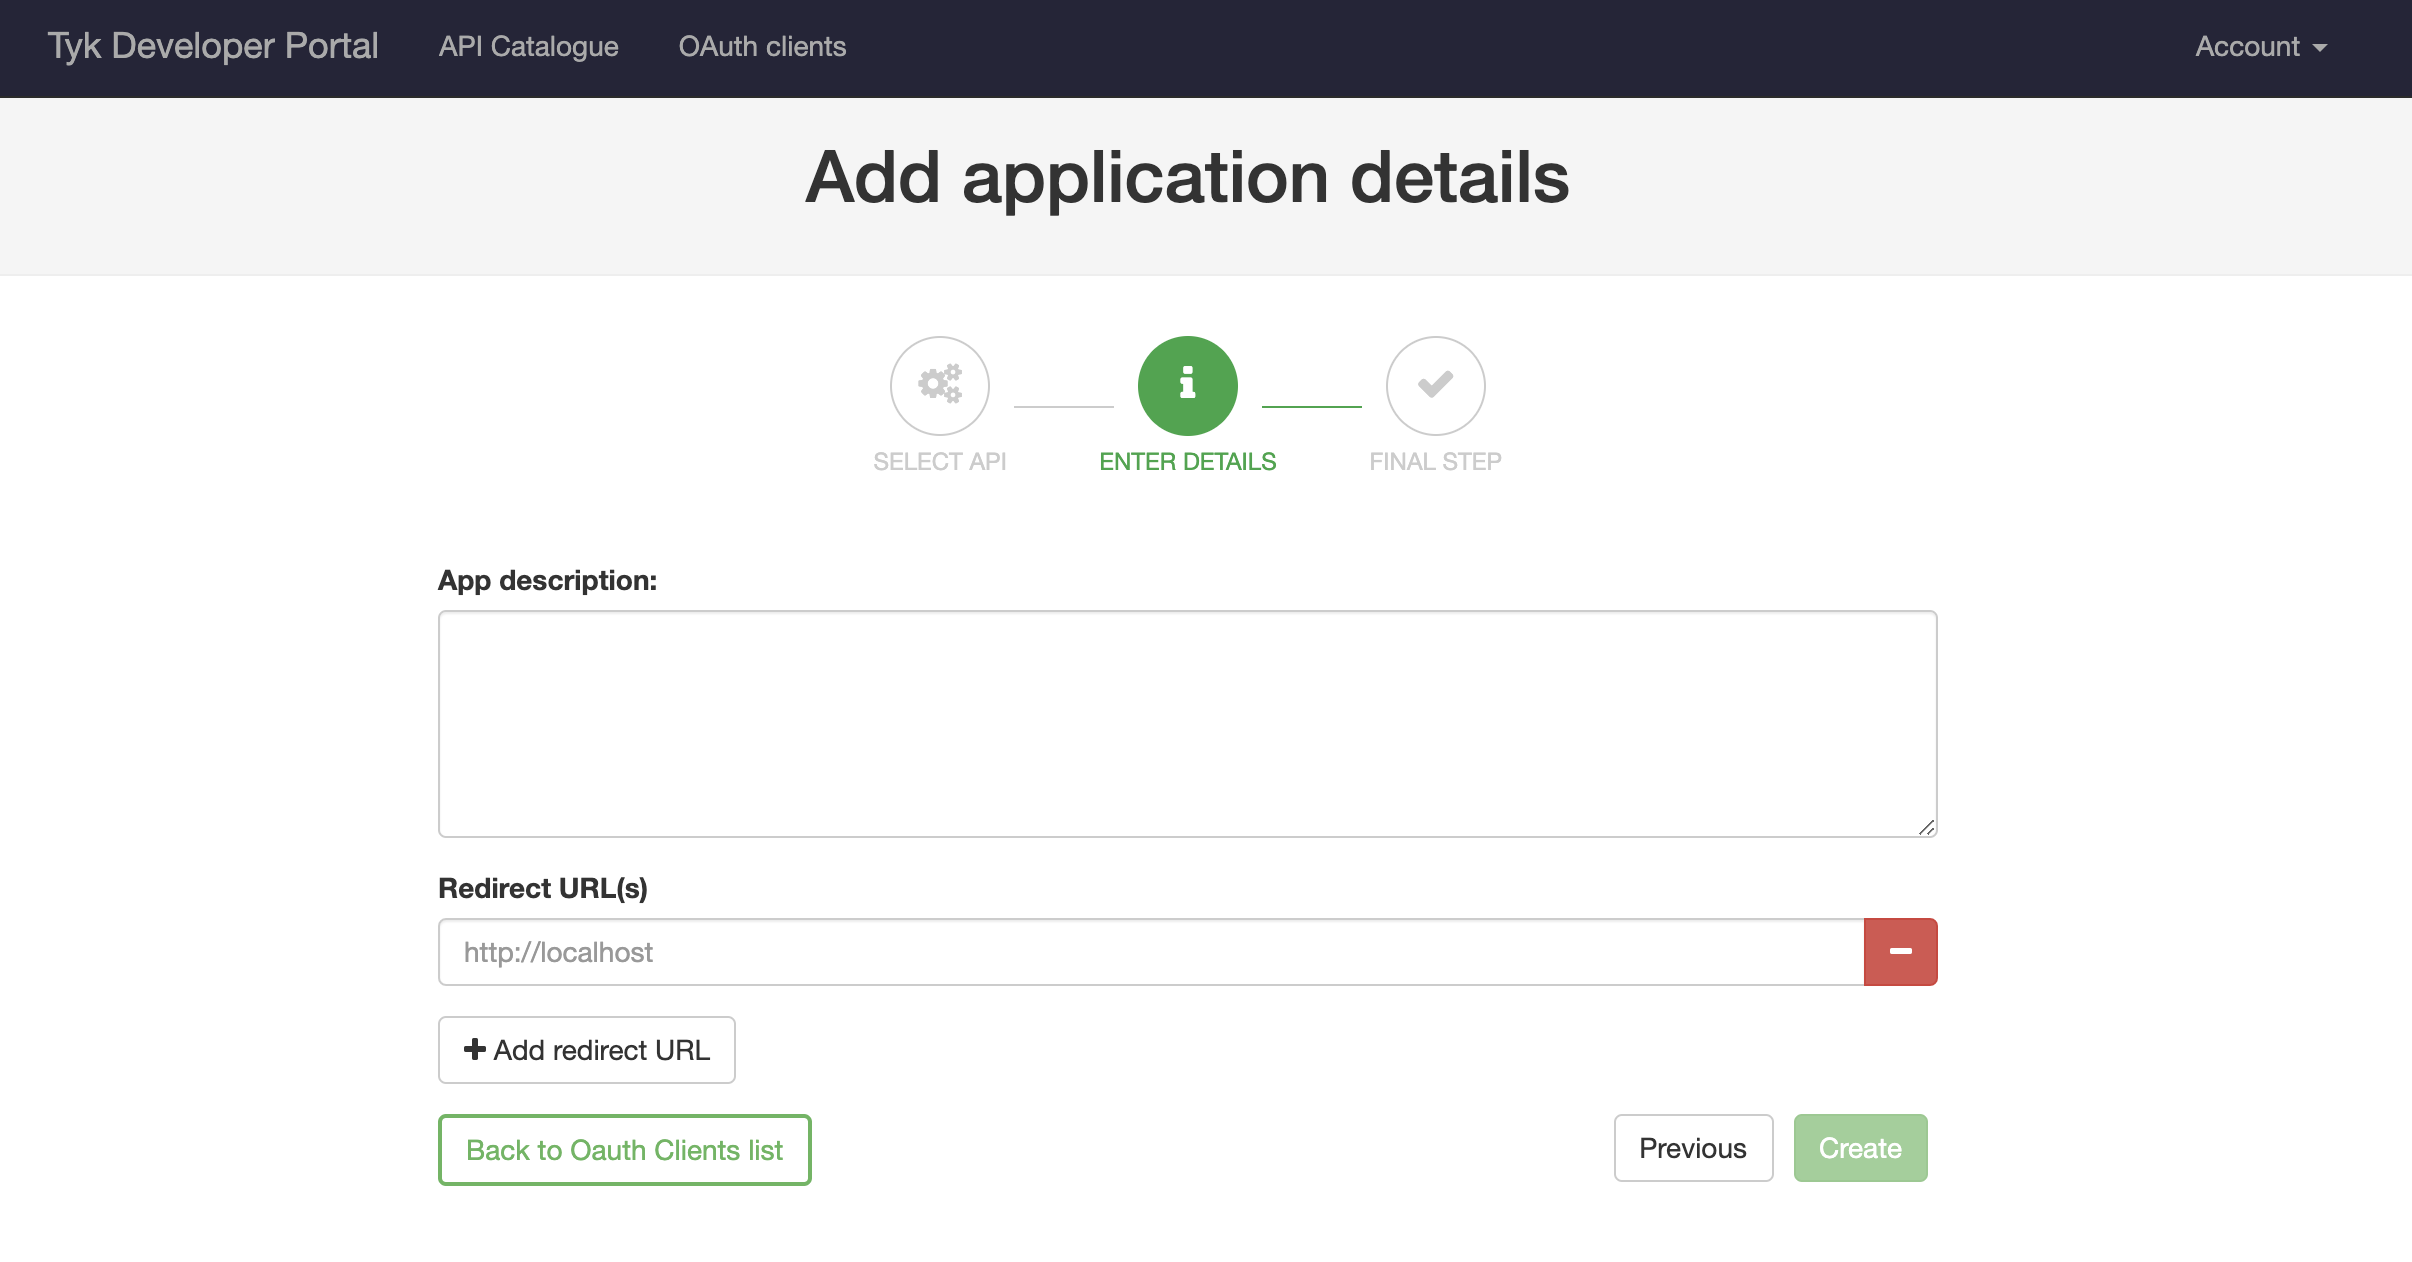 Tyk Developer Portal API Catalogue OAuth clients Account
Add application details
SELECT API ENTER DETAILS FINAL STEP
App description:
Redirect URL(s)
http://localhost
Add redirect URL
Back to Oauth Clients list Previous Create